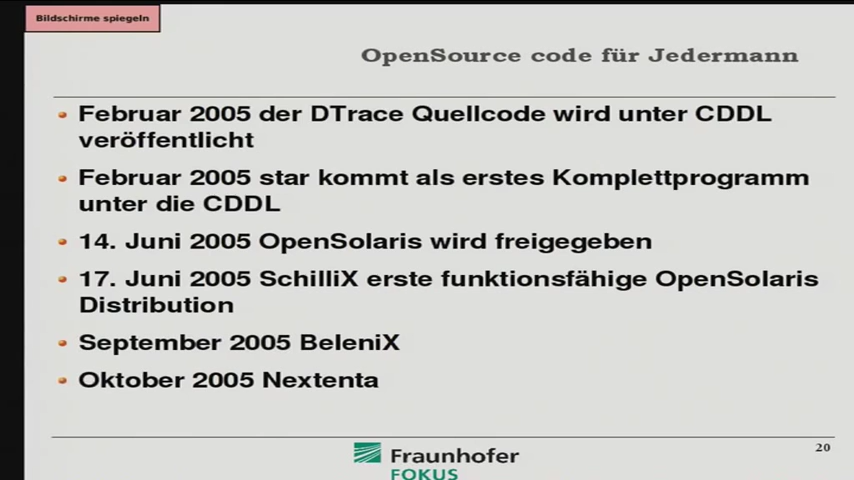 Bildschirme spiegeln
OpenSource code für Jedermann
Februar 2005 der DTrace Quellcode wird unter CDDL
veröffentlicht
Februar 2005 star kommt als erstes Komplettprogramm
unter die CDDL
14. Juni 2005 OpenSolaris wird freigegeben
17. Juni 2005 SchilliX erste funktionsfähige OpenSolaris
Distribution
September 2005 BeleniX
Oktober 2005 Nextenta
20
Fraunhofer
FOKUS